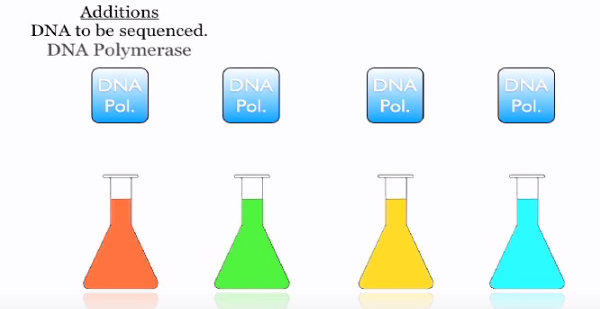 Additions
DNA to be sequenced.
DNA Polymerase
DNA
Pol.
DNA
Pol.
DNA
Pol.
DNA
Pol.